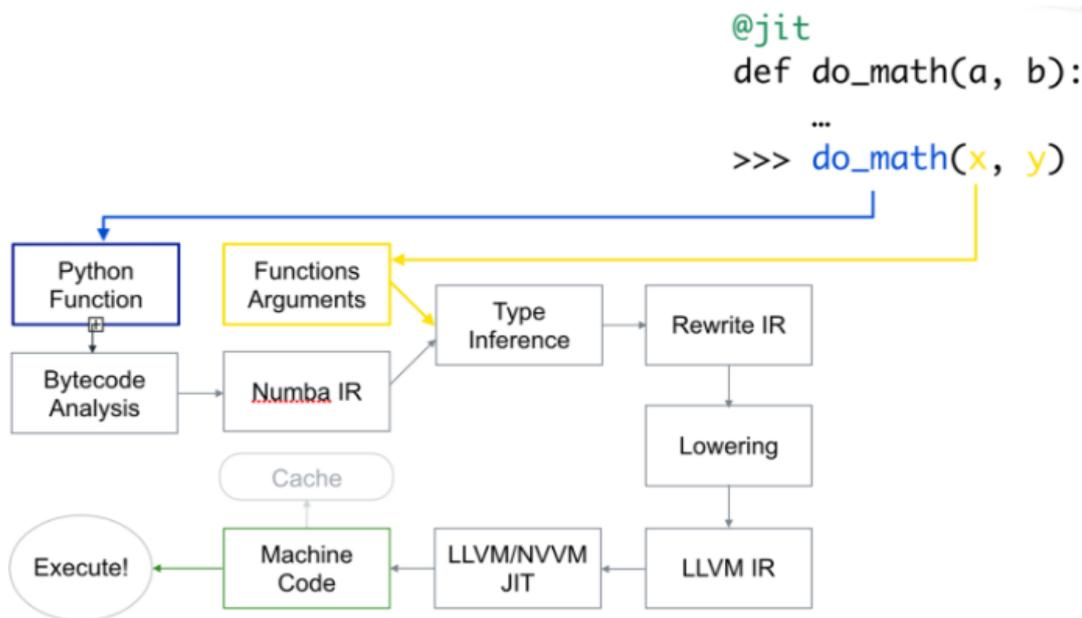 @jit
def do_math(a, b):
…
>>> do_math(x, y)
Python
Function
Functions
Arguments
Type
Inference
Rewrite IR
Bytecode
Analysis
Numba IR
Lowering
Cache
Execute!
Machine
Code
LLVM/NVVM
JIT
LLVM IR